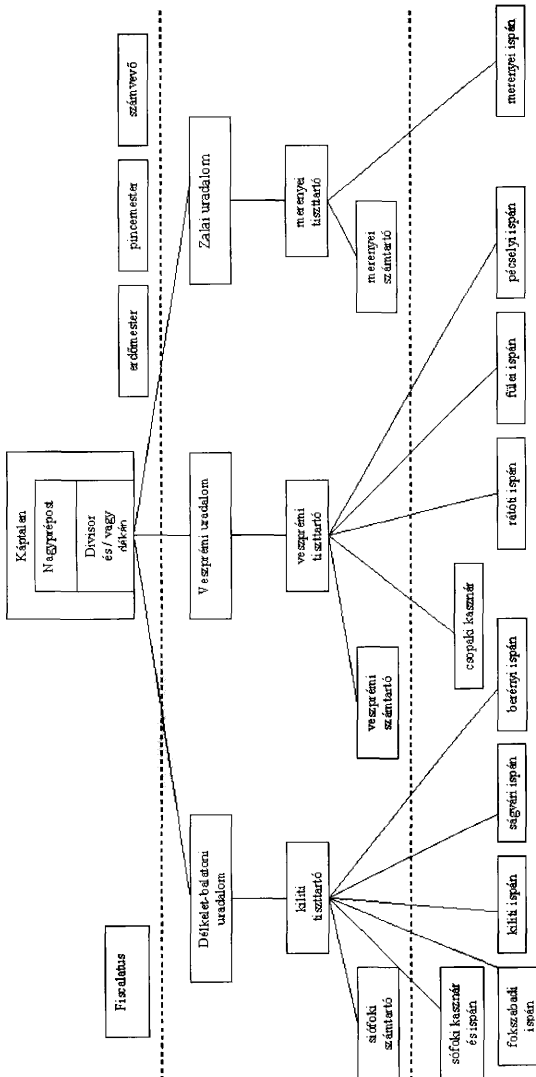 Káptalan
Nagyprépost
Divisor
és / vagy
dékán
Fiscalatus
erdőmester
pincemester
számvevő
Délkelet-balatoni
uradalom
Veszprémi uradalom
Zalai uradalom
kiliti
tiszttartó
veszprémi
tiszttartó
merenyei
tiszttartó
siófoki
számtartó
veszprémi
számtartó
merenyei
számtartó
sófoki kasznár
és ispán
csopaki kasznár
fokszabadi
ispán
kiliti ispán
ságvári ispán
berényi ispán
rátóti ispán
fülei ispán
pécselyi ispán
merenyei ispán